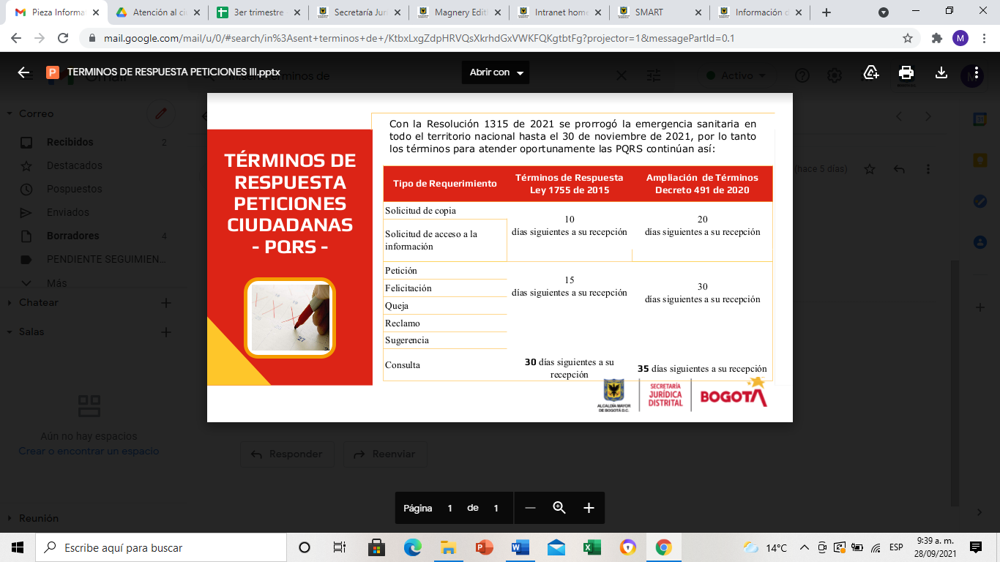 Pieza Informa
Atención al ci
3er trimestre
Secretaría Jurí
Magnery Edit
Intranet hom
SMART
Información d
mail.google.com/mail/u/0/#search/in%3Asent+terminos+de+/KtbxLxgZdpHRVQsXkrhdGxVWKFQKgtbtFg?projector=1&messagePartId=0.1
M
TERMINOS DE RESPUESTA PETICIONES III.pptx
Abrir con
Activo
Correo
Recibidos 2
Destacados
Pospuestos
Enviados
Borradores 4
PENDIENTE SEGUIMIEN...
Más
Chatear
Salas
Aún no hay espacios
Crear o encontrar un espacio
Reunión
(hace 5 días)
TÉRMINOS DE
RESPUESTA
PETICIONES
CIUDADANAS
- PQRS -
27
Con la Resolución 1315 de 2021 se prorrogó la emergencia sanitaria en
todo el territorio nacional hasta el 30 de noviembre de 2021, por lo tanto
los términos para atender oportunamente las PQRS continúan así:
Tipo de Requerimiento
Términos de Respuesta
Ley 1755 de 2015
Ampliación de Términos
Decreto 491 de 2020
Solicitud de copia
Solicitud de acceso a la
información
10
días siguientes a su recepción
20
días siguientes a su recepción
Petición
Felicitación
Queja
Reclamo
Sugerencia
15
días siguientes a su recepción
30
días siguientes a su recepción
Consulta
30 días siguientes a su
recepción
35 días siguientes a su recepción
ALCALDÍA MAYOR
DE BOGOTÁ D.C.
SECRETARÍA
JURÍDICA
DISTRITAL
BOGOTÁ
Responder
Reenviar
Página 1 de 1
Escribe aquí para buscar
14°C
ESP
9:39 a. m.
28/09/2021